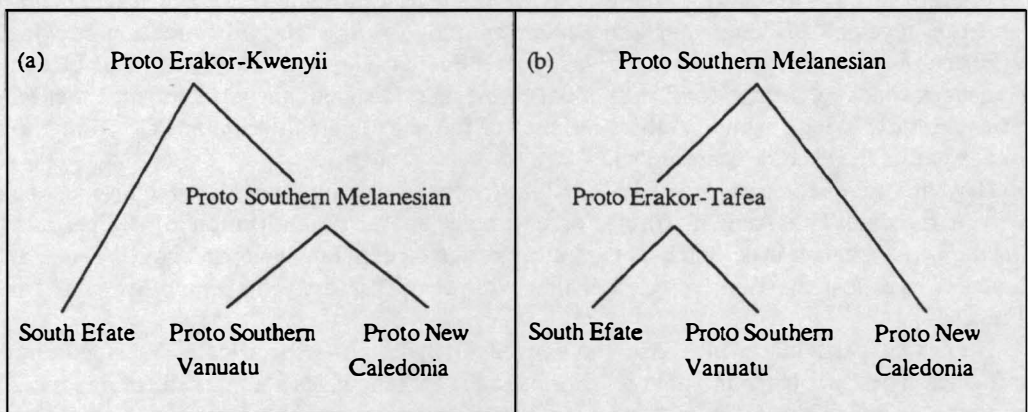 (a) Proto Erakor-Kwenyii
Proto Southern Melanesian
South Efate Proto Southern Vanuatu Proto New Caledonia
(b) Proto Southern Melanesian
Proto Erakor-Tafea
South Efate Proto Southern Vanuatu Proto New Caledonia